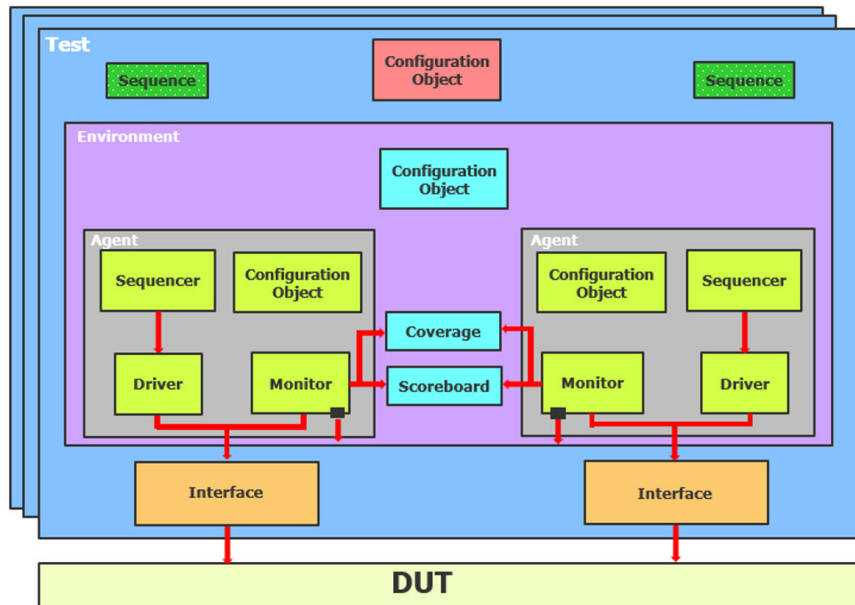 Test
Configuration
Object
Sequence
Sequence
Environment
Configuration
Object
Agent
Agent
Sequencer
Configuration
Object
Configuration
Object
Sequencer
Coverage
Driver
Monitor
Scoreboard
Monitor
Driver
Interface
Interface
DUT